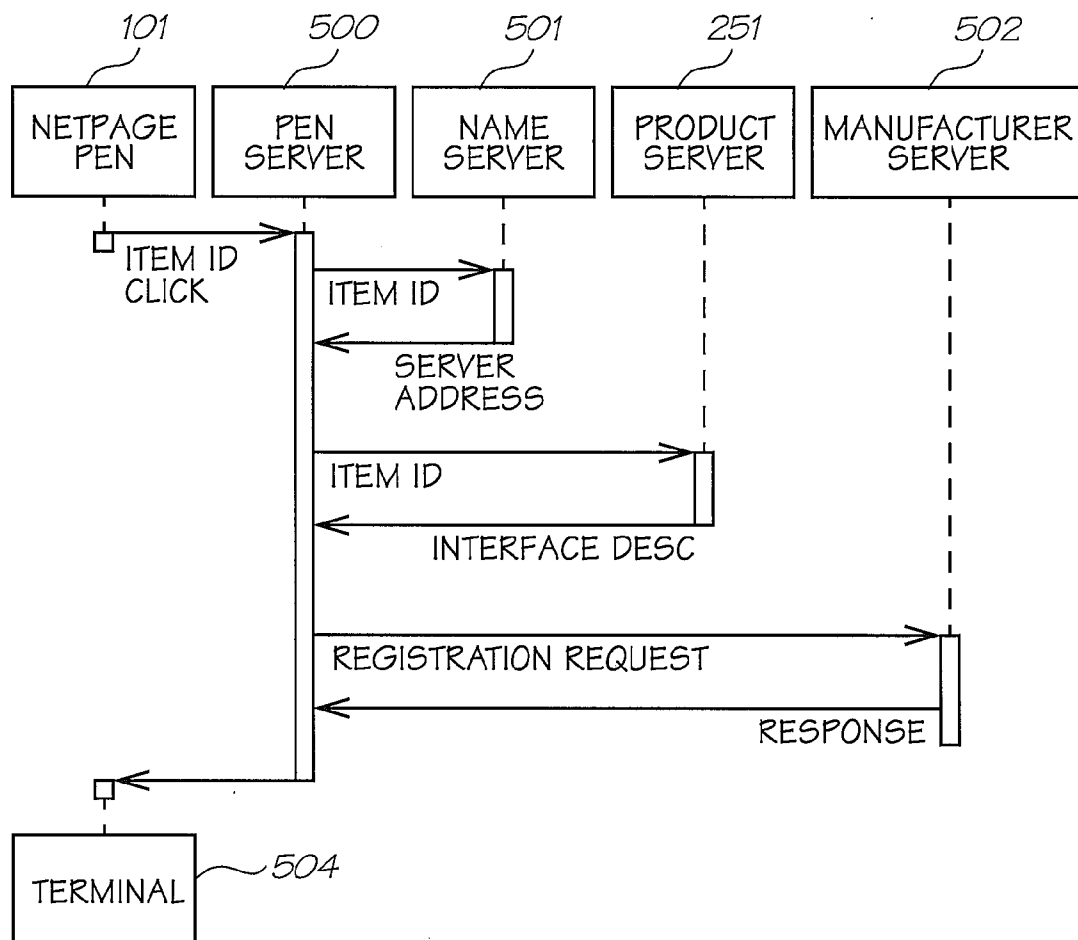 101
500
501
251
502
NETPAGE
PEN
PEN
SERVER
NAME
SERVER
PRODUCT
SERVER
MANUFACTURER
SERVER
ITEM ID
CLICK
ITEM ID
SERVER
ADDRESS
ITEM ID
INTERFACE DESC
REGISTRATION REQUEST
RESPONSE
TERMINAL
504